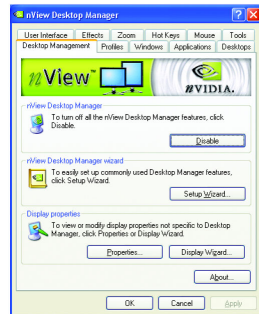 nView Desktop Manager
User Interface Effects Zoom Hot Keys Mouse Tools
Desktop Management Profiles Windows Applications Desktops
nView™
NVIDIA.
nView Desktop Manager
To turn off all the nView Desktop Manager features, click
Disable.
Disable
nView Desktop Manager wizard
To easily set up commonly used Desktop Manager features,
click Setup Wizard.
Setup Wizard...
Display properties
To view or modify display properties not specific to Desktop
Manager, click Properties or Display Wizard.
Properties... Display Wizard...
About...
OK Cancel Apply